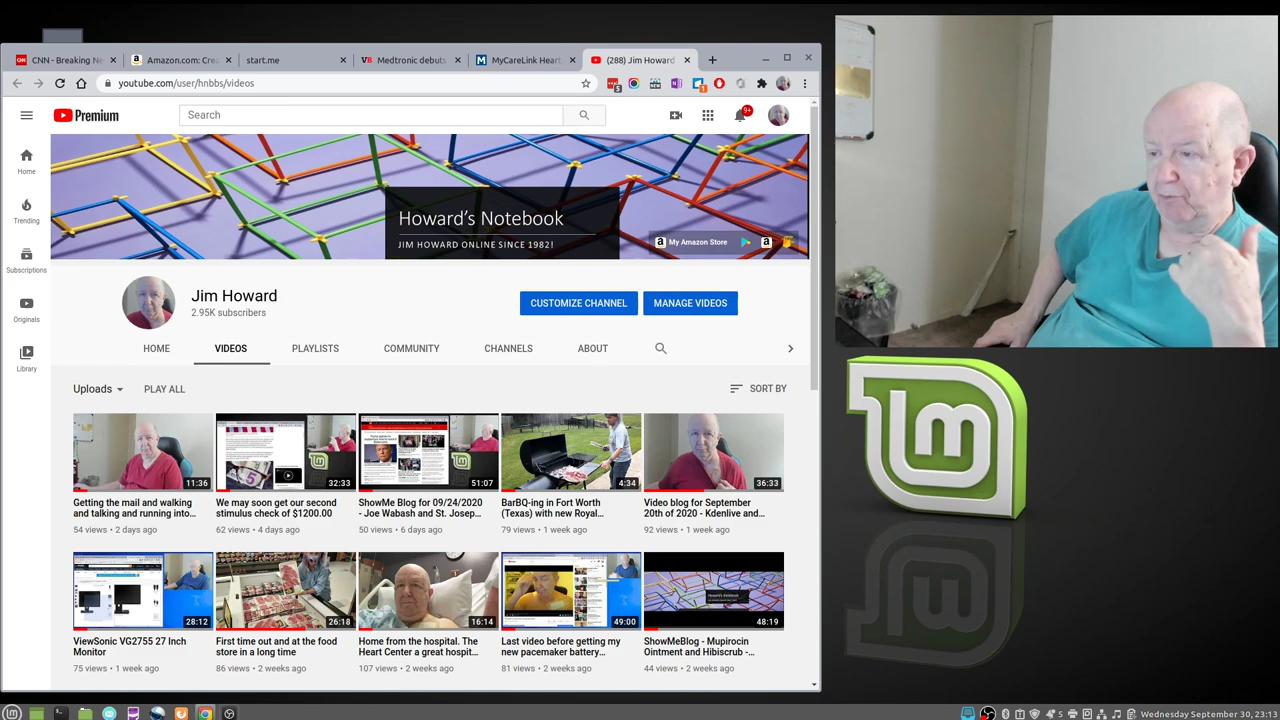 CNN - Breaking Ne
Amazon.com: Crea
start.me
Medtronic debuts
MyCareLink Heart
(288) Jim Howard
youtube.com/user/hnbbs/videos
Premium
Search
9+
Home
Trending
Subscriptions
Originals
Library
Howard's Notebook
JIM HOWARD ONLINE SINCE 1982!
My Amazon Store
Jim Howard
2.95K subscribers
CUSTOMIZE CHANNEL
MANAGE VIDEOS
HOME VIDEOS PLAYLISTS COMMUNITY CHANNELS ABOUT
Uploads PLAY ALL SORT BY
11:36 32:33 51:07 4:34 36:33
Getting the mail and walking
and talking and running into...
54 views • 2 days ago
We may soon get our second
stimulus check of $1200.00
62 views • 4 days ago
ShowMe Blog for 09/24/2020
- Joe Wabash and St. Josep...
50 views • 6 days ago
BarBQ-ing in Fort Worth
(Texas) with new Royal...
79 views • 1 week ago
Video blog for September
20th of 2020 - Kdenlive and...
92 views • 1 week ago
28:12 26:18 16:14 49:00 48:19
ViewSonic VG2755 27 Inch
Monitor
75 views • 1 week ago
First time out and at the food
store in a long time
86 views • 2 weeks ago
Home from the hospital. The
Heart Center a great hospit...
107 views • 2 weeks ago
Last video before getting my
new pacemaker battery...
81 views • 2 weeks ago
ShowMeBlog - Mupirocin
Ointment and Hibiscrub -...
44 views • 2 weeks ago
5
Wednesday September 30, 23:13